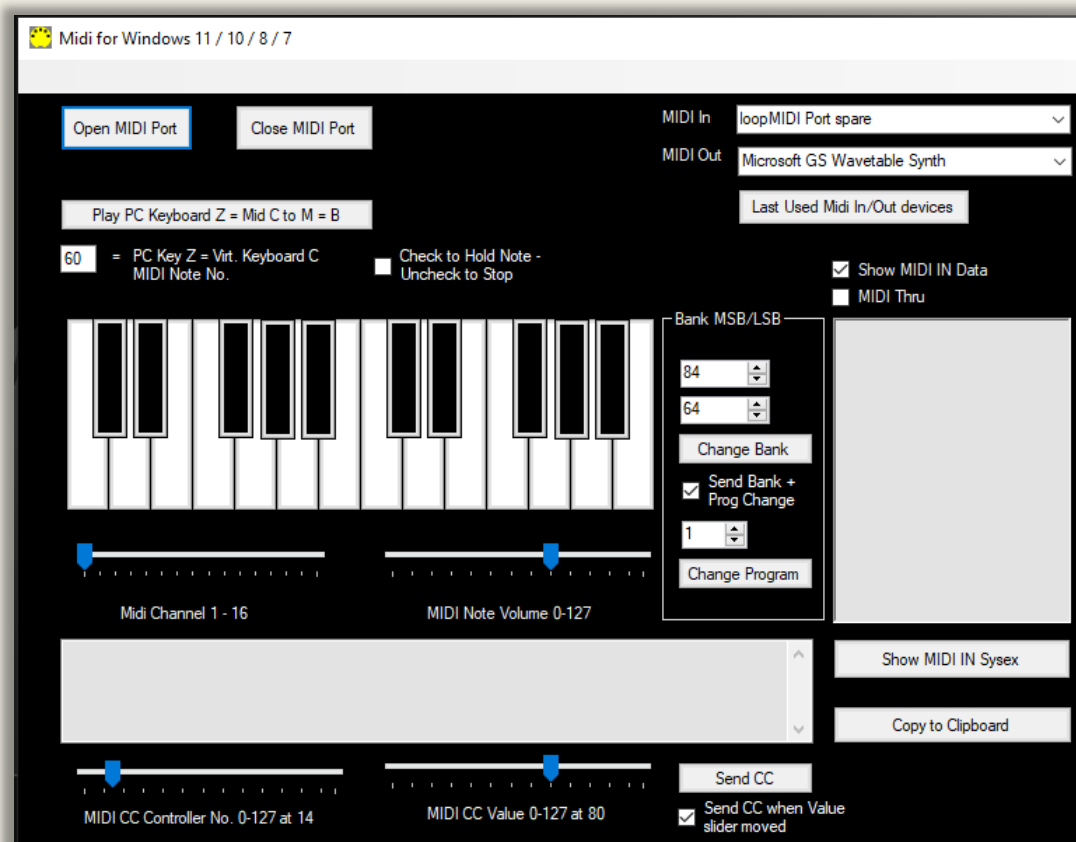 Midi for Windows 11 / 10 / 8 / 7
Open MIDI Port
Close MIDI Port
MIDI In
loopMIDI Port spare
MIDI Out
Microsoft GS Wavetable Synth
Last Used Midi In/Out devices
Play PC Keyboard Z = Mid C to M = B
60
= PC Key Z = Virt. Keyboard C
MIDI Note No.
Check to Hold Note -
Uncheck to Stop
Show MIDI IN Data
MIDI Thru
Bank MSB/LSB
84
64
Change Bank
Send Bank +
Prog Change
1
Change Program
Midi Channel 1 - 16
MIDI Note Volume 0-127
Show MIDI IN Sysex
Copy to Clipboard
MIDI CC Controller No. 0-127 at 14
MIDI CC Value 0-127 at 80
Send CC
Send CC when Value
slider moved